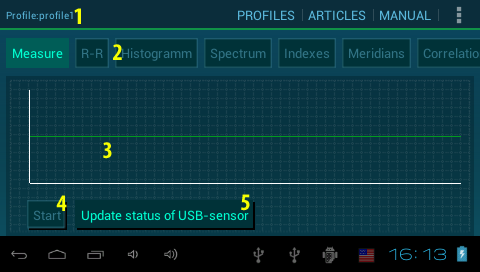 Profile:profile1 1 PROFILES ARTICLES MANUAL
Measure R-R 2 Histogramm Spectrum Indexes Meridians Correlatio
3
4 5
Start Update status of USB-sensor
16:13